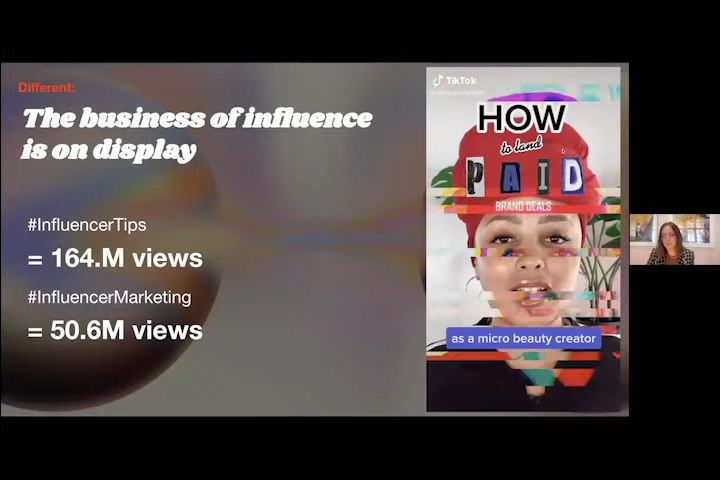 Different:
The business of influence
is on display
#InfluencerTips
= 164.M views
#InfluencerMarketing
= 50.6M views
TikTok
HOW
to land
PAID
BRAND DEALS
as a micro beauty creator